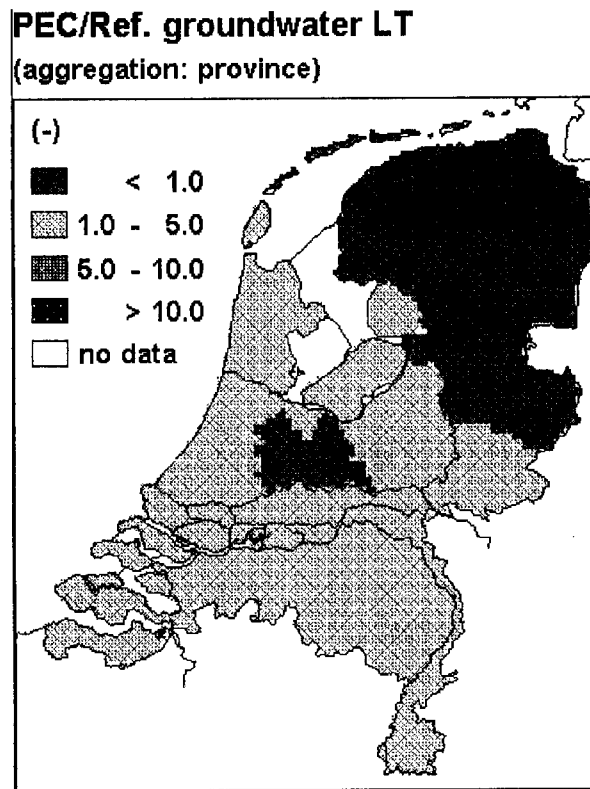 PEC/Ref. groundwater LT
(aggregation: province)
(-)
< 1.0
1.0 - 5.0
5.0 - 10.0
> 10.0
no data